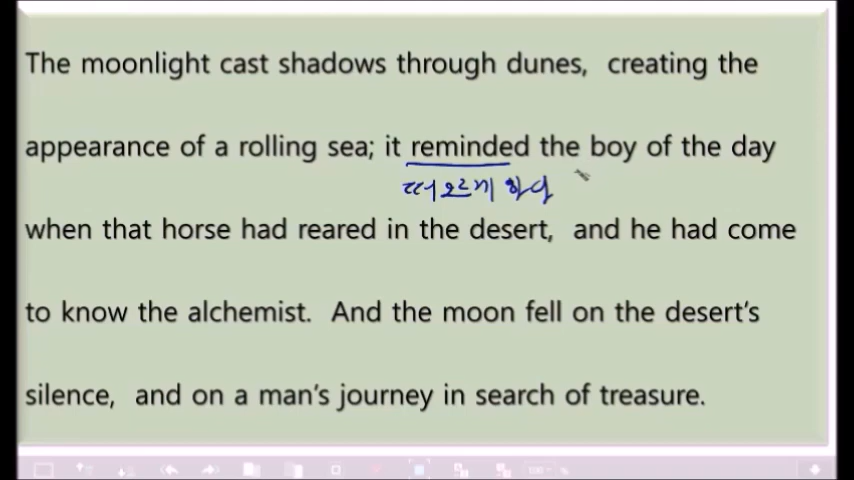 The moonlight cast shadows through dunes, creating the
appearance of a rolling sea; it reminded the boy of the day
떠오르게 하다
when that horse had reared in the desert, and he had come
to know the alchemist. And the moon fell on the desert's
silence, and on a man's journey in search of treasure.